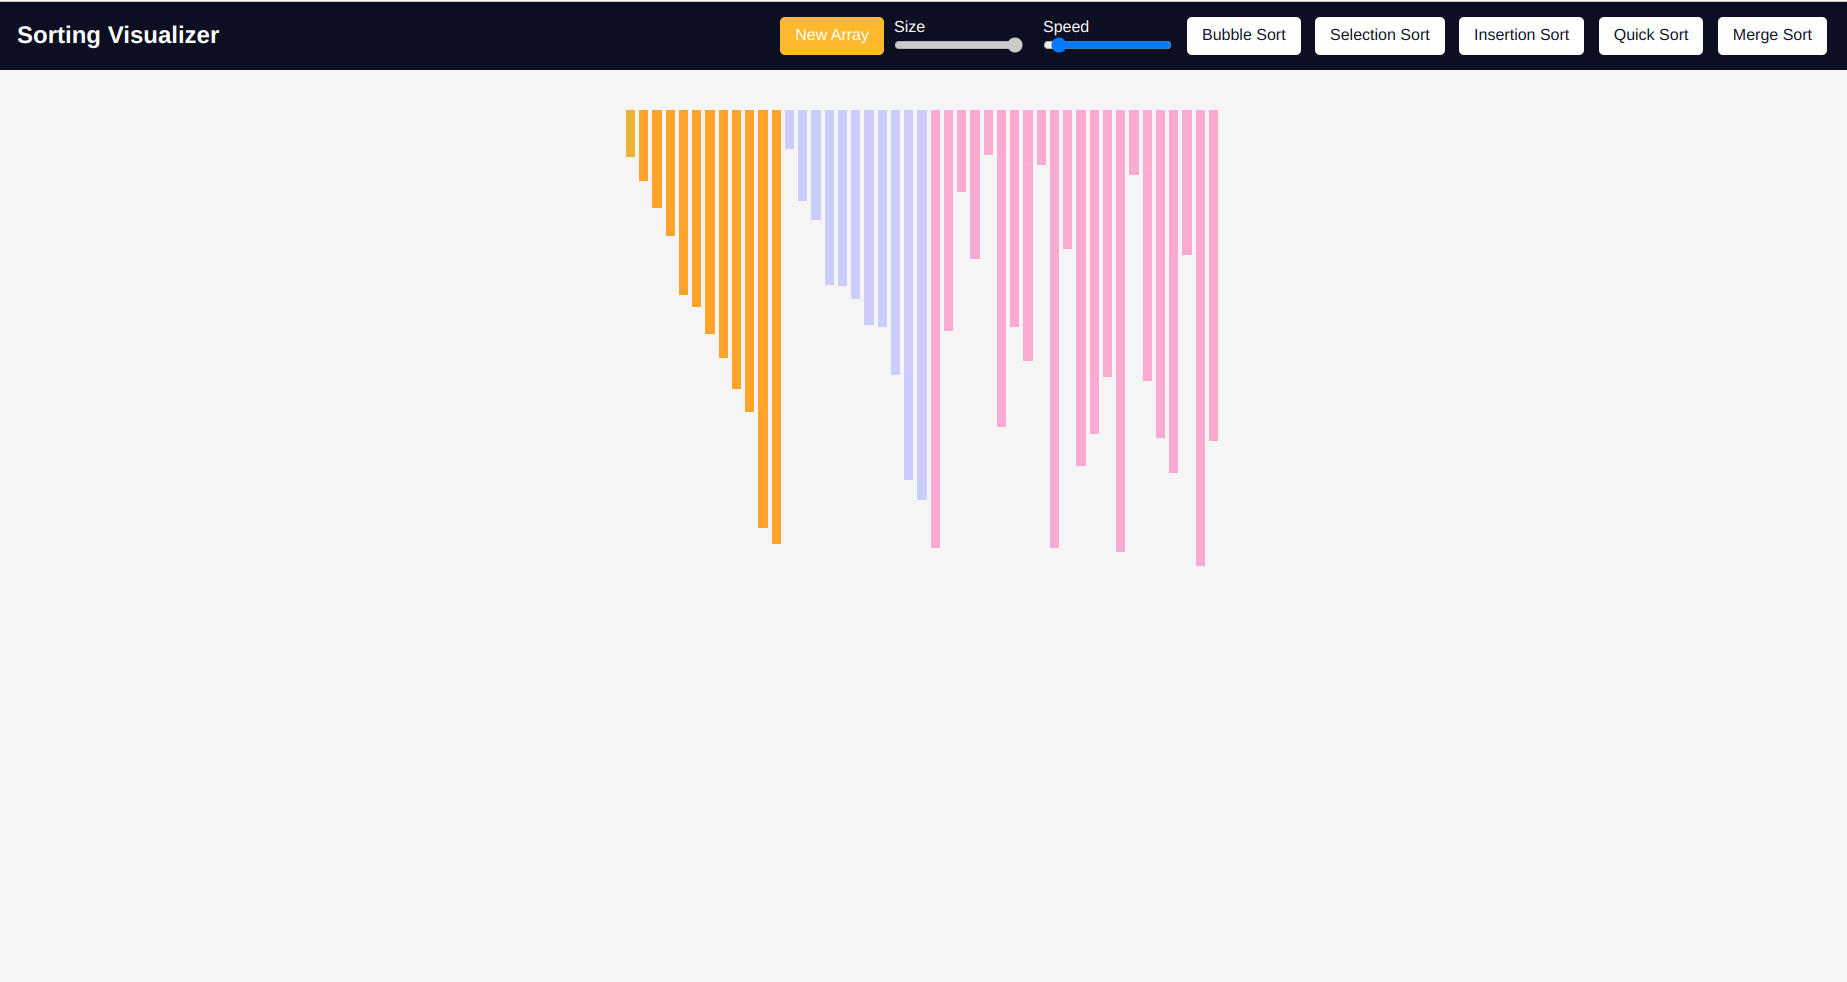 Sorting Visualizer
New Array
Size
Speed
Bubble Sort
Selection Sort
Insertion Sort
Quick Sort
Merge Sort